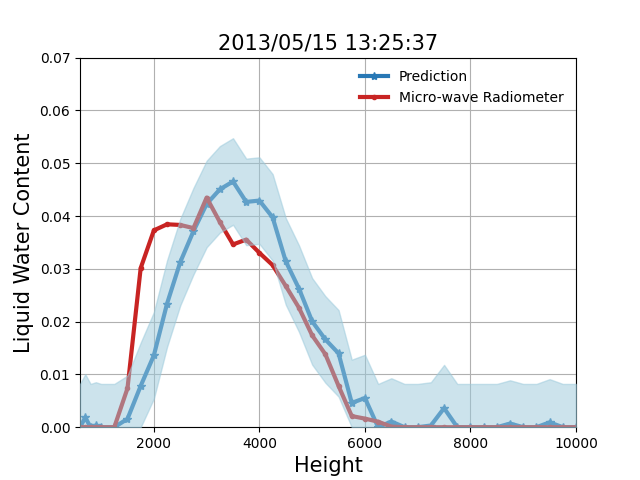 2013/05/15 13:25:37
0.07
0.06
0.05
0.04
0.03
0.02
0.01
0.00
Liquid Water Content
Prediction
Micro-wave Radiometer
2000 4000 6000 8000 10000
Height